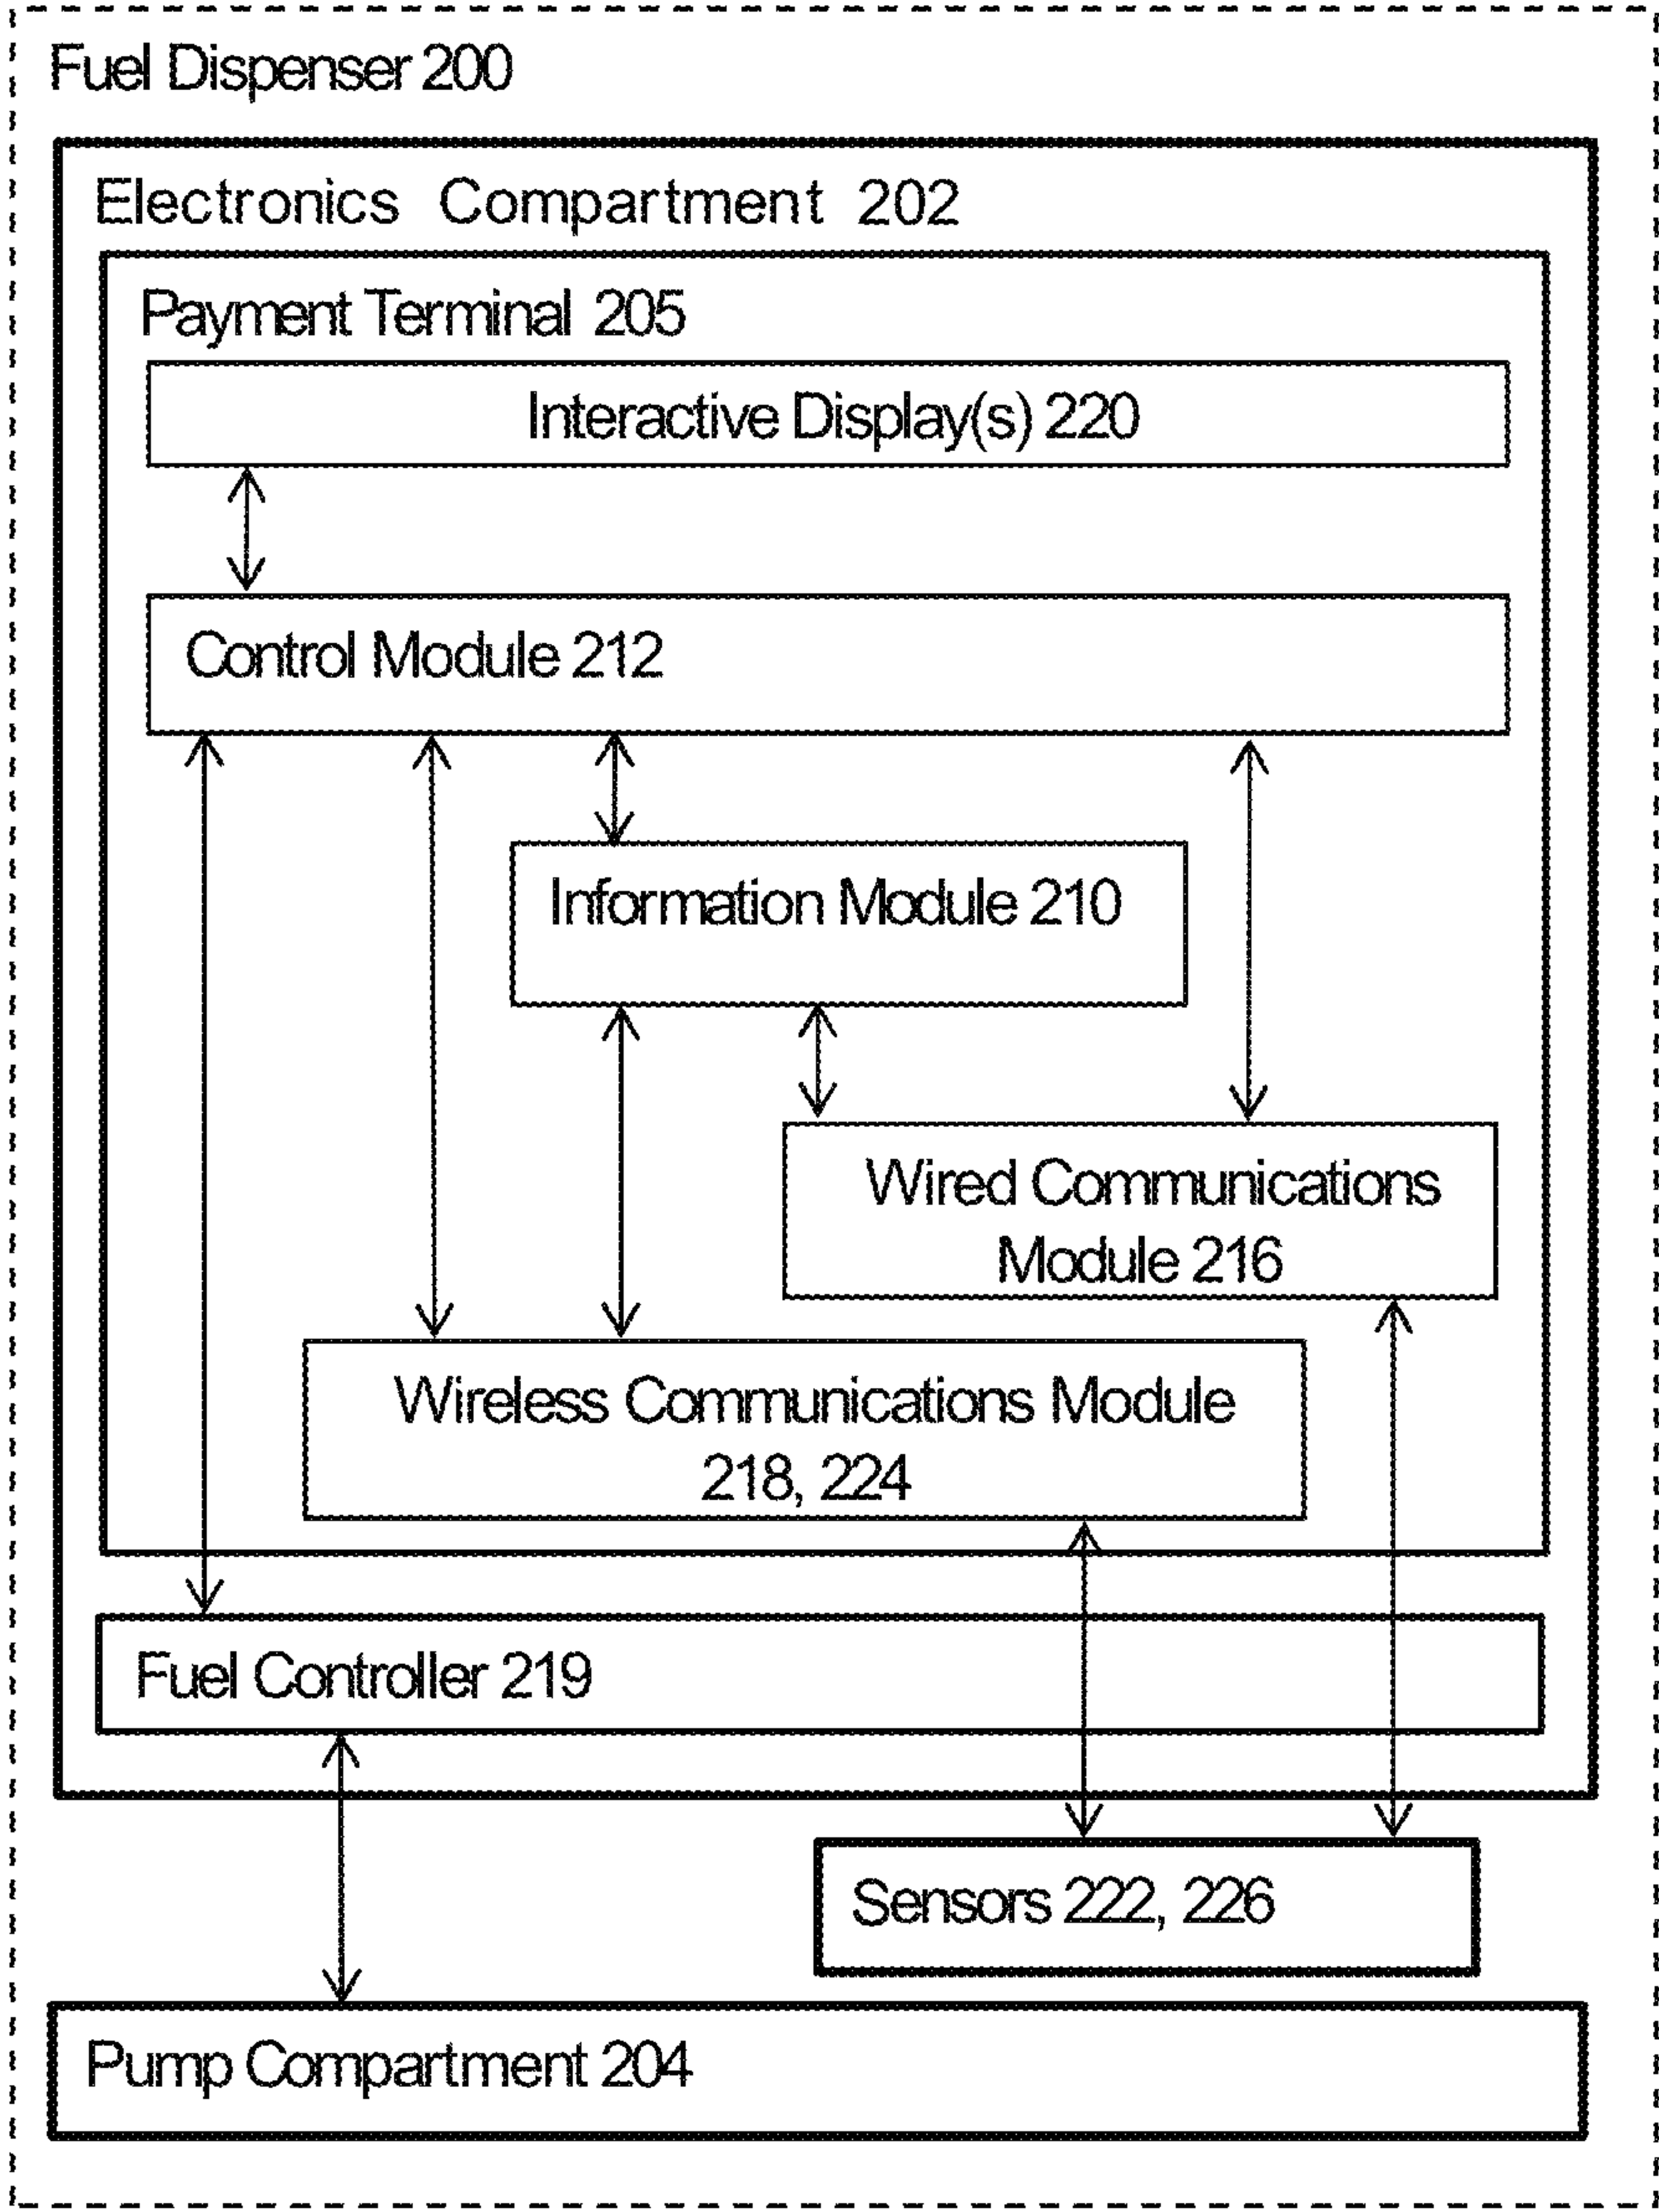 Fuel Dispenser 200
Electronics Compartment 202
Payment Terminal 205
Interactive Display(s) 220
Control Module 212
Information Module 210
Wired Communications
Module 216
Wireless Communications Module
218, 224
Fuel Controller 219
Sensors 222, 226
Pump Compartment 204